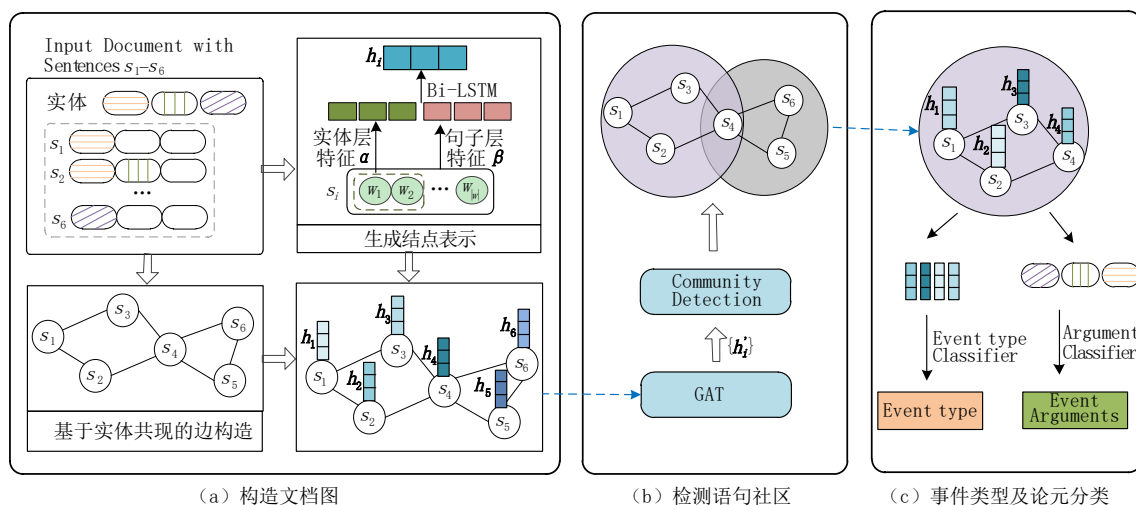 Input Document with
Sentences s₁—s₆
实体
s₁
s₂
...
s₆
hᵢ
Bi-LSTM
实体层
特征 α
句子层
特征 β
sᵢ
W₁
W₂
...
W|w|
生成结点表示
s₁
s₃
s₂
s₄
s₆
s₅
基于实体共现的边构造
h₁
h₃
h₂
h₄
h₆
h₅
s₁
s₃
s₂
s₄
s₆
s₅
(a) 构造文档图
s₁
s₃
s₂
s₄
s₆
s₅
Community
Detection
{hᵢ'}
GAT
(b) 检测语句社区
h₁
h₃
h₂
h₄
s₁
s₃
s₂
s₄
Event type
Classifier
Argument
Classifier
Event type
Event
Arguments
(c) 事件类型及论元分类